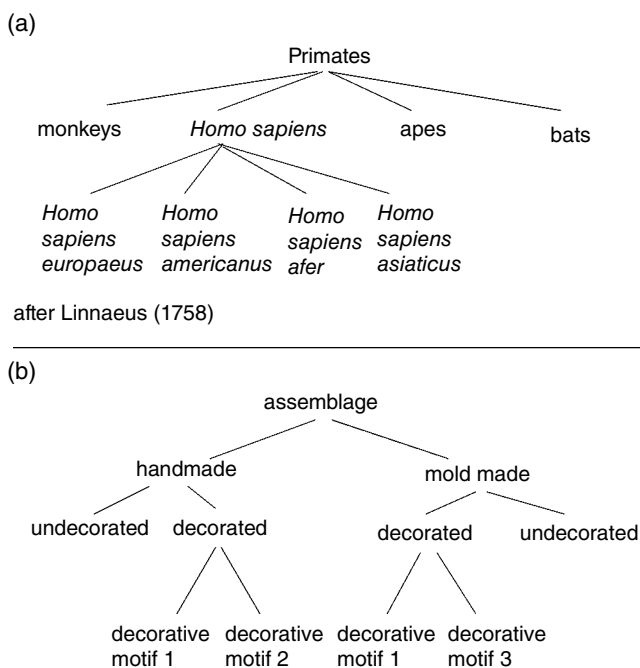 (a)
Primates
monkeys Homo sapiens apes bats
Homo sapiens europaeus
Homo sapiens americanus
Homo sapiens afer
Homo sapiens asiaticus
after Linnaeus (1758)
(b)
assemblage
handmade mold made
undecorated decorated decorated undecorated
decorative motif 1
decorative motif 2
decorative motif 1
decorative motif 3